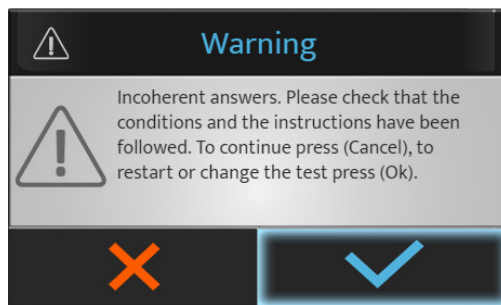 Warning
Incoherent answers. Please check that the
conditions and the instructions have been
followed. To continue press (Cancel), to
restart or change the test press (Ok).